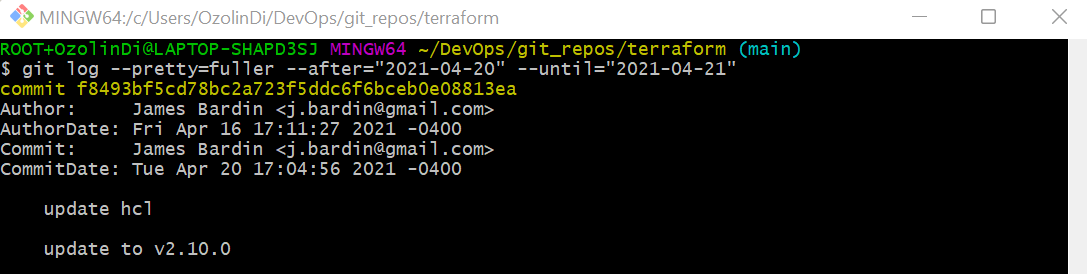 MINGW64:/c/Users/OzolinDi/DevOps/git_repos/terraform
ROOT+OzolinDi@LAPTOP-SHAPD3SJ MINGW64 ~/DevOps/git_repos/terraform (main)
$ git log --pretty=fuller --after="2021-04-20" --until="2021-04-21"
commit f8493bf5cd78bc2a723f5ddc6f6bceb0e08813ea
Author:     James Bardin <j.bardin@gmail.com>
AuthorDate: Fri Apr 16 17:11:27 2021 -0400
Commit:     James Bardin <j.bardin@gmail.com>
CommitDate: Tue Apr 20 17:04:56 2021 -0400
update hcl
update to v2.10.0